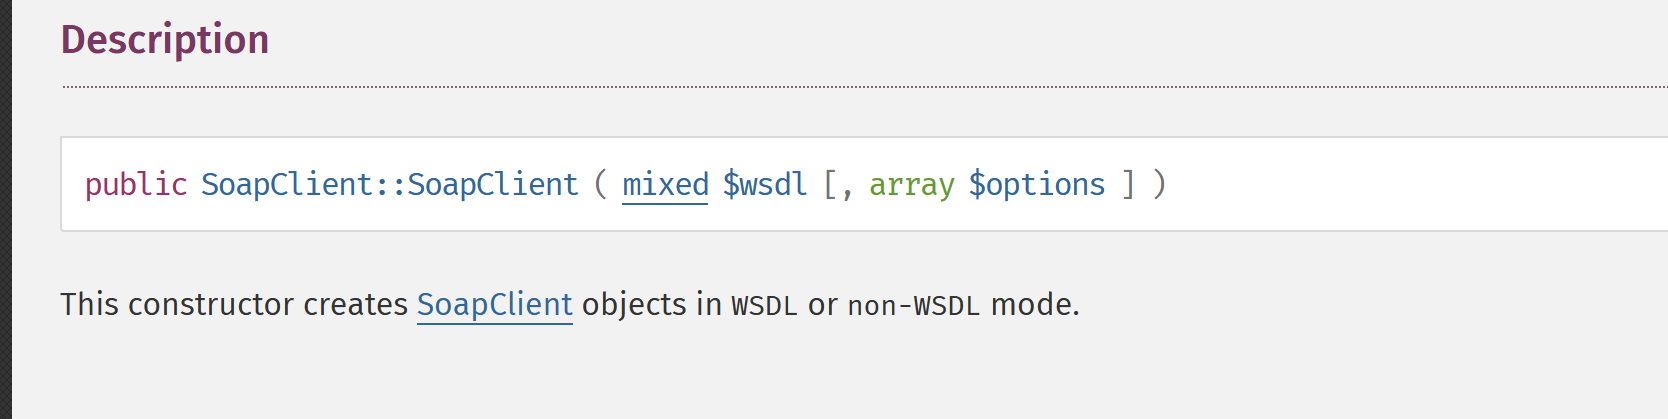 Description
public SoapClient::SoapClient ( mixed $wsdl [, array $options ] )
This constructor creates SoapClient objects in WSDL or non-WSDL mode.